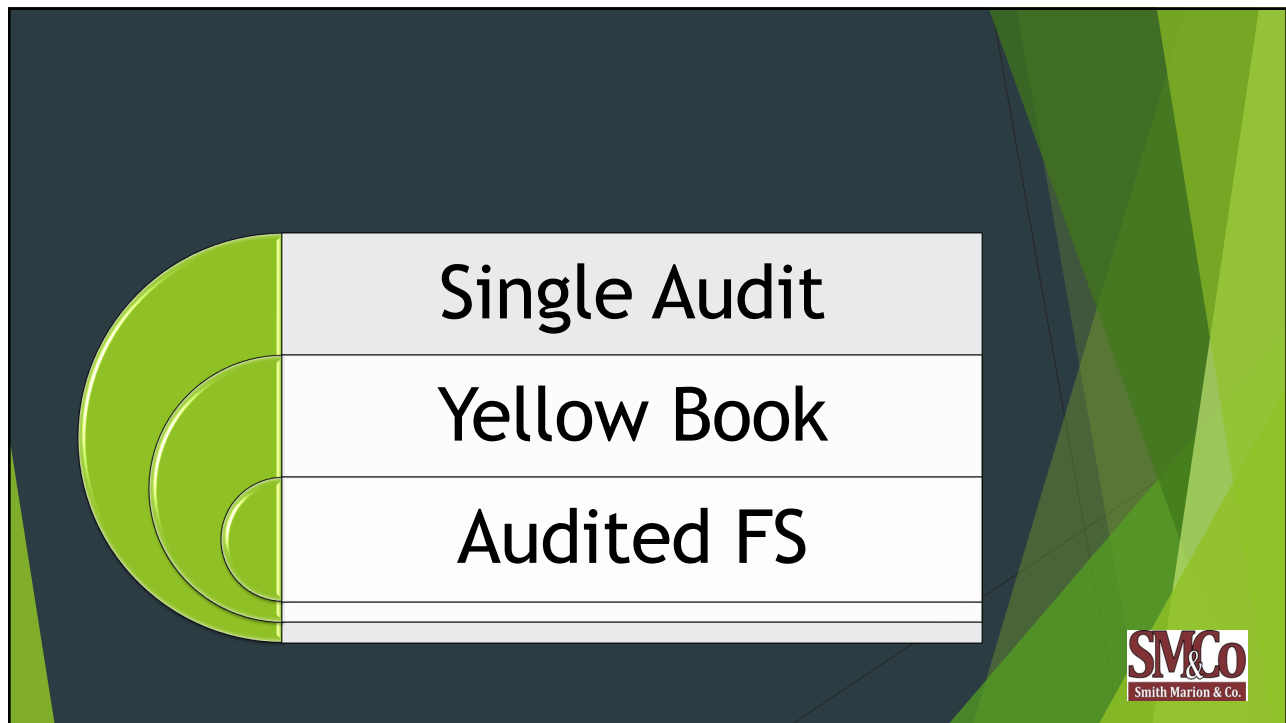 Single Audit
Yellow Book
Audited FS
SM&Co
Smith Marion & Co.